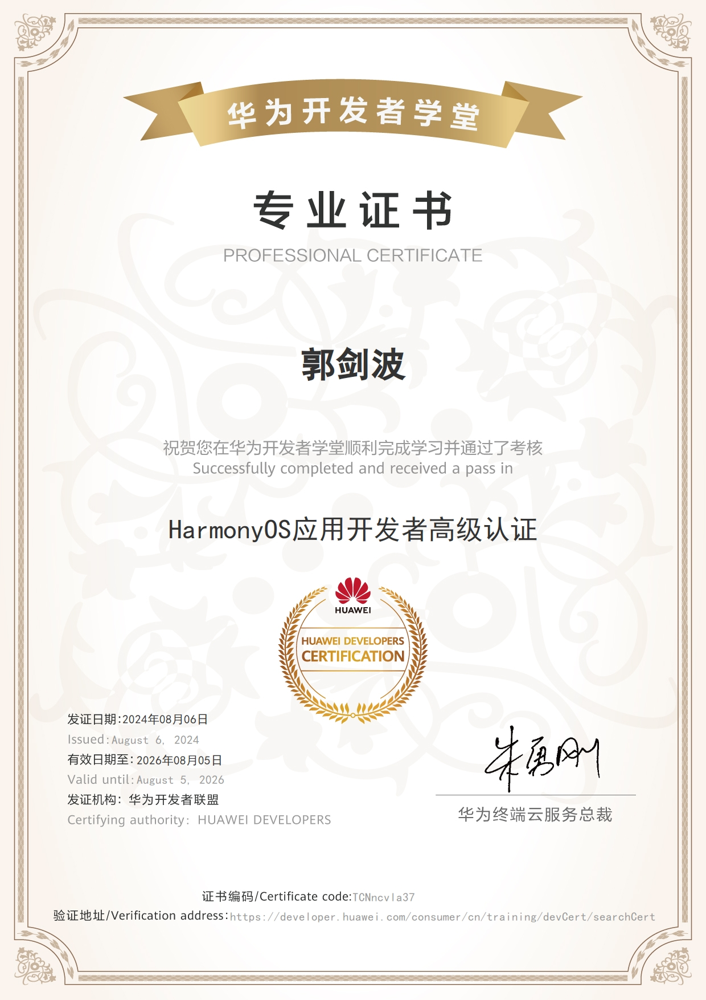 华为开发者学堂
专业证书
PROFESSIONAL CERTIFICATE
郭剑波
祝贺您在华为开发者学堂顺利完成学习并通过了考核
Successfully completed and received a pass in
HarmonyOS应用开发者高级认证
HUAWEI
HUAWEI DEVELOPERS
CERTIFICATION
发证日期:2024年08月06日
Issued:August 6, 2024
有效日期至:2026年08月05日
Valid until:August 5, 2026
发证机构：华为开发者联盟
Certifying authority：HUAWEI DEVELOPERS
朱勇刚
华为终端云服务总裁
证书编码/Certificate code:TCNncvla37
验证地址/Verification address:https://developer.huawei.com/consumer/cn/training/devCert/searchCert